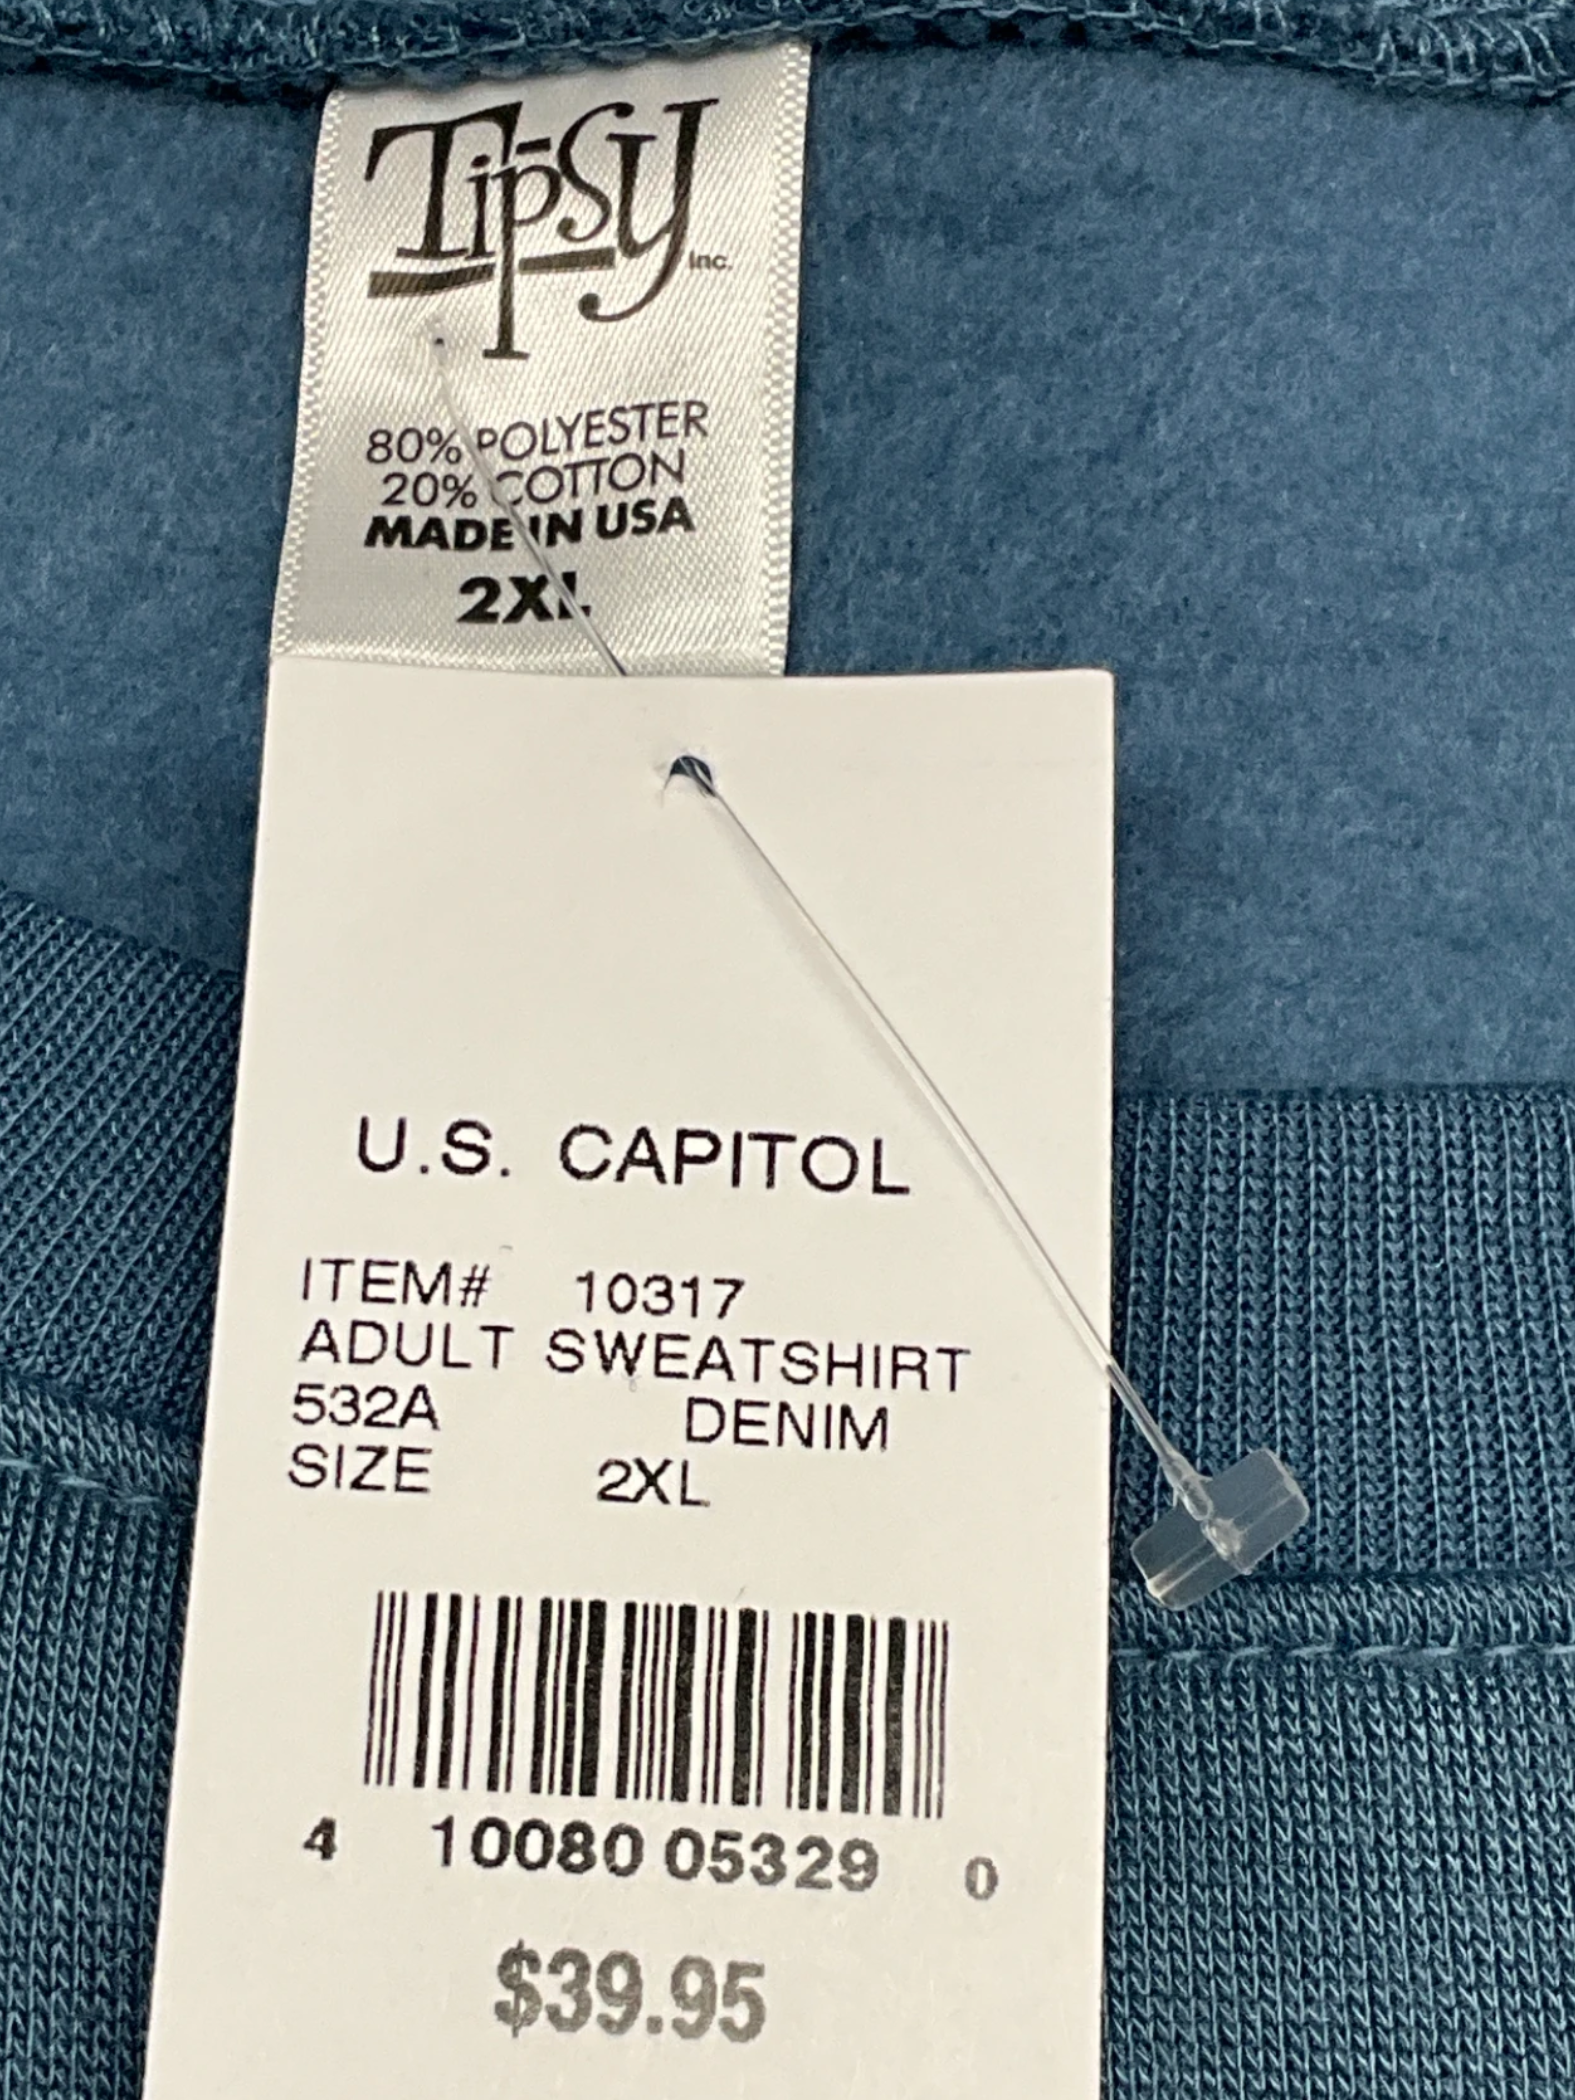 Tipsy
Inc.
80% POLYESTER
20% COTTON
MADE IN USA
2XL
U.S. CAPITOL
ITEM# 10317
ADULT SWEATSHIRT
532A DENIM
SIZE 2XL
4 10080 05329 0
$39.95